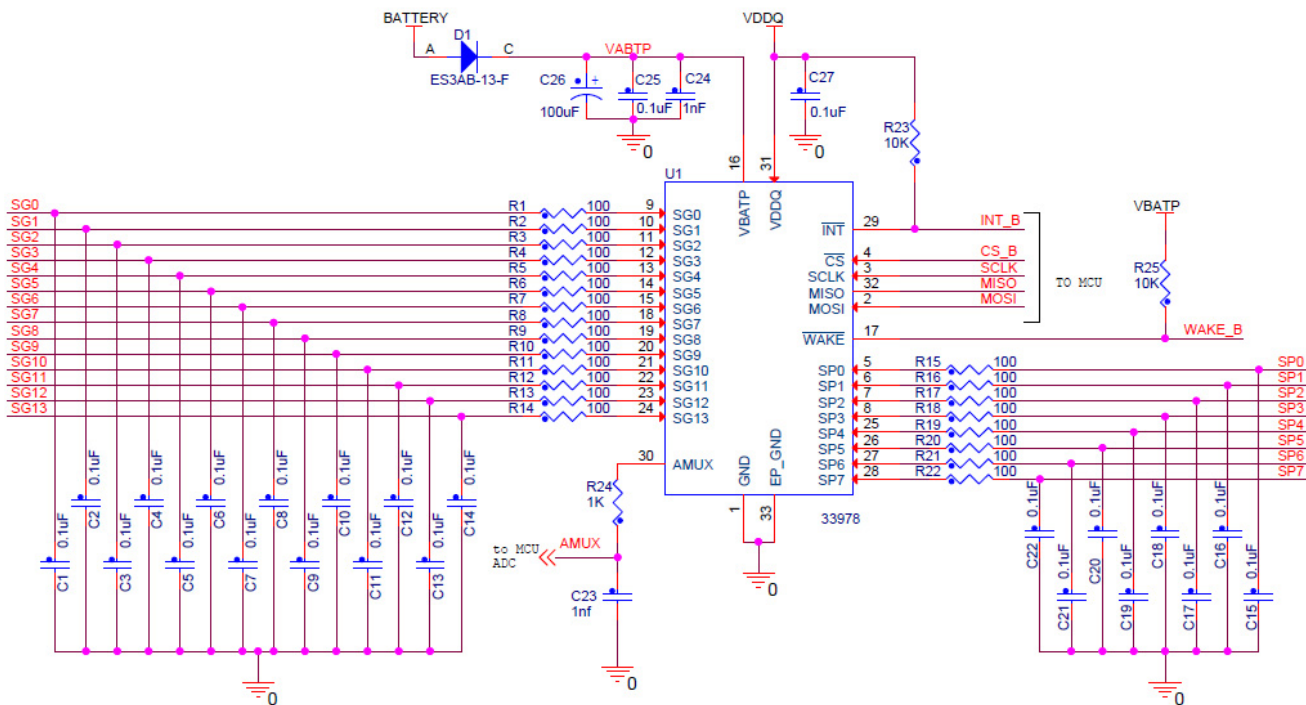 BATTERY
VDDQ
A D1 C
ES3AB-13-F
VABTP
C26 + 100uF
C25 0.1uF
C24 1nF
0
C27 0.1uF
0
R23 10K
16
31
U1
VBATP
VDDQ
SG0 R1 100 9 SG0
SG1 R2 100 10 SG1
SG2 R3 100 11 SG2
SG3 R4 100 12 SG3
SG4 R5 100 13 SG4
SG5 R6 100 14 SG5
SG6 R7 100 15 SG6
SG7 R8 100 18 SG7
SG8 R9 100 19 SG8
SG9 R10 100 20 SG9
SG10 R11 100 21 SG10
SG11 R12 100 22 SG11
SG12 R13 100 23 SG12
SG13 R14 100 24 SG13
INT 29 INT_B
CS 4 CS_B
SCLK 3 SCLK
MISO 32 MISO
MOSI 2 MOSI
TO MCU
VBATP
R25 10K
WAKE 17 WAKE_B
SP0 5 R15 100 SP0
SP1 6 R16 100 SP1
SP2 7 R17 100 SP2
SP3 8 R18 100 SP3
SP4 25 R19 100 SP4
SP5 26 R20 100 SP5
SP6 27 R21 100 SP6
SP7 28 R22 100 SP7
30 AMUX
GND
EP_GND
1
33
33978
0
R24 1K
to MCU ADC
AMUX
C23 1nf
0
C2 0.1uF
C4 0.1uF
C6 0.1uF
C8 0.1uF
C10 0.1uF
C12 0.1uF
C14 0.1uF
C1 0.1uF
C3 0.1uF
C5 0.1uF
C7 0.1uF
C9 0.1uF
C11 0.1uF
C13 0.1uF
0
C22 0.1uF
C20 0.1uF
C18 0.1uF
C16 0.1uF
C21 0.1uF
C19 0.1uF
C17 0.1uF
C15 0.1uF
0